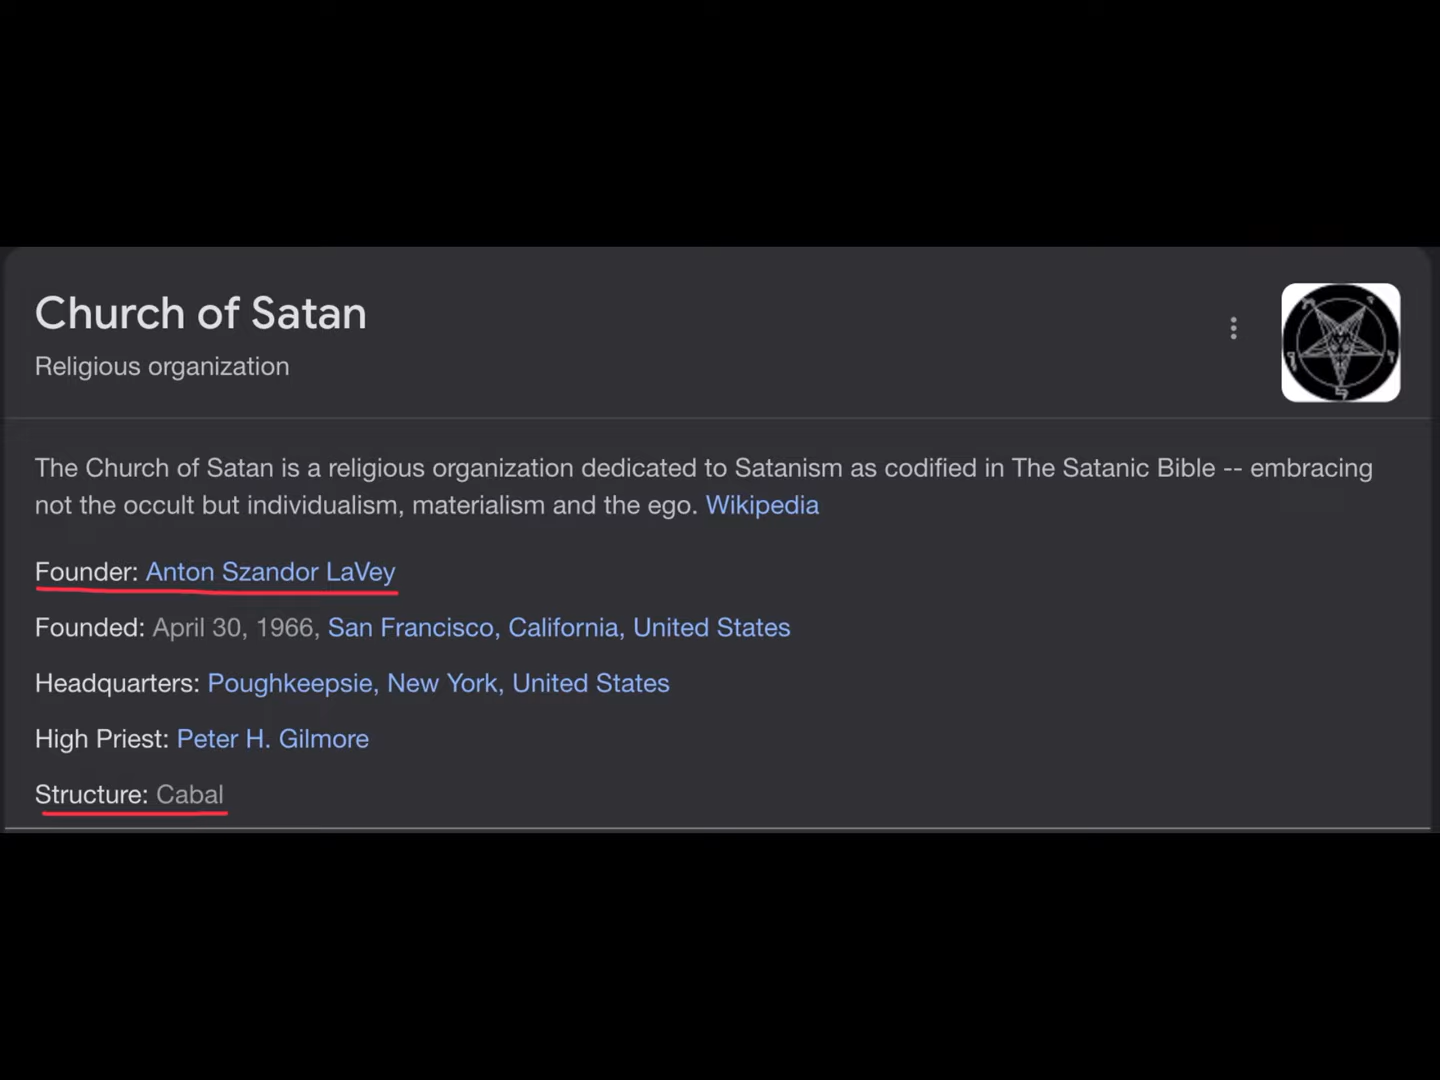 Church of Satan
Religious organization
The Church of Satan is a religious organization dedicated to Satanism as codified in The Satanic Bible -- embracing
not the occult but individualism, materialism and the ego. Wikipedia
Founder: Anton Szandor LaVey
Founded: April 30, 1966, San Francisco, California, United States
Headquarters: Poughkeepsie, New York, United States
High Priest: Peter H. Gilmore
Structure: Cabal